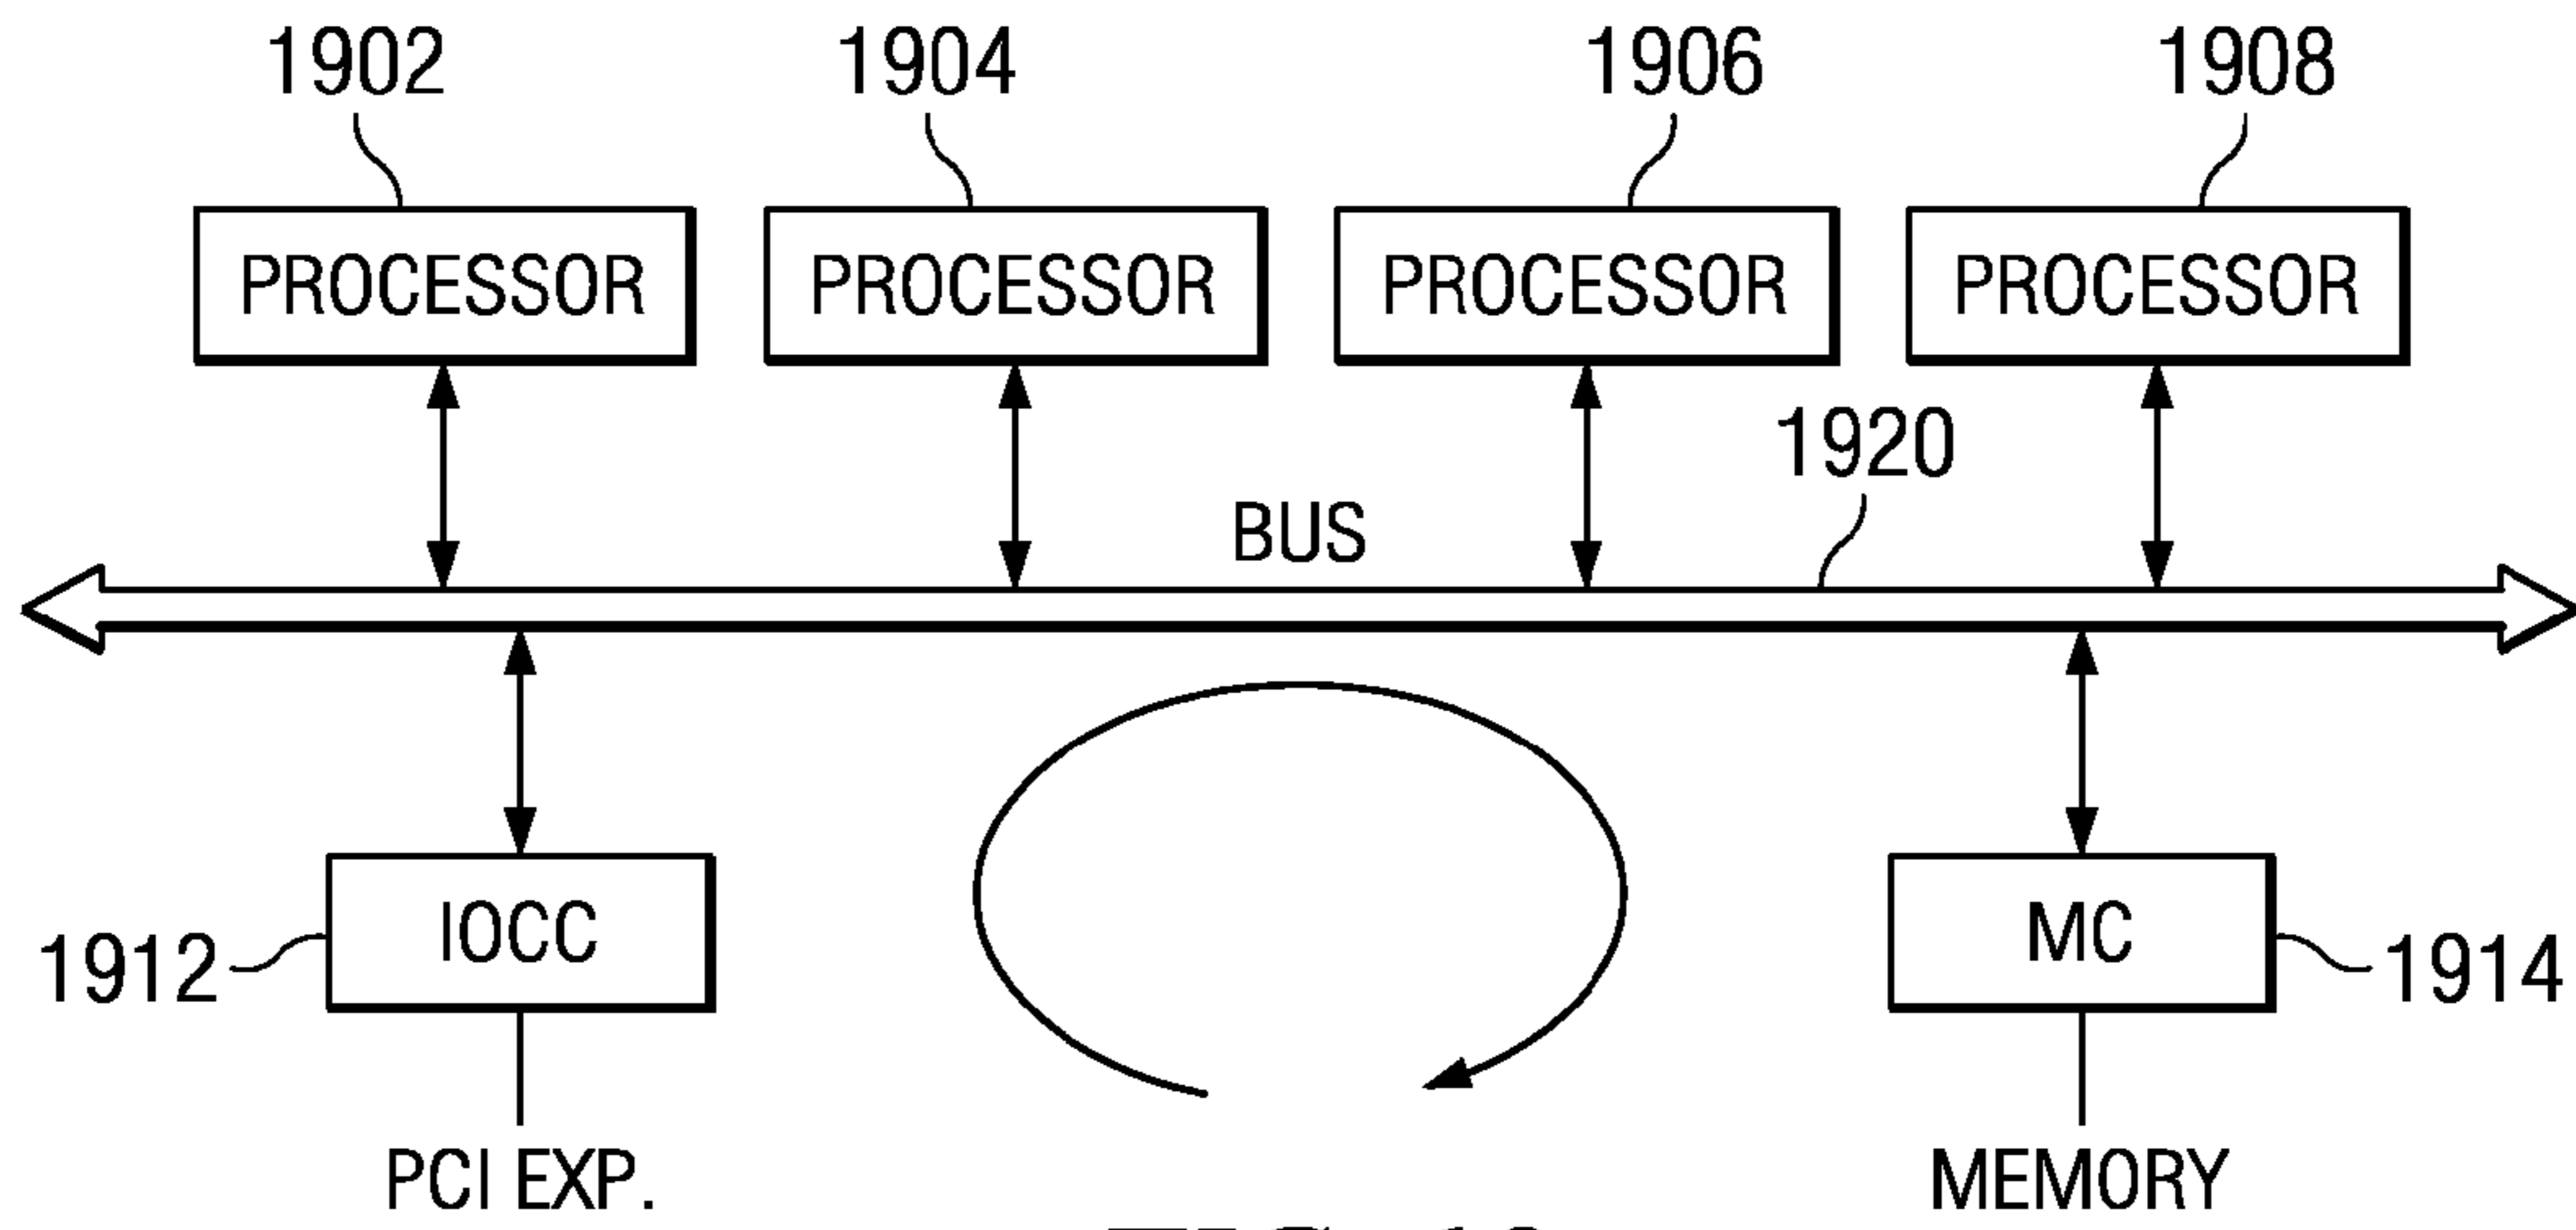 1902 1904 1906 1908
PROCESSOR PROCESSOR PROCESSOR PROCESSOR
1920
BUS
IOCC MC
1912 1914
PCI EXP. MEMORY